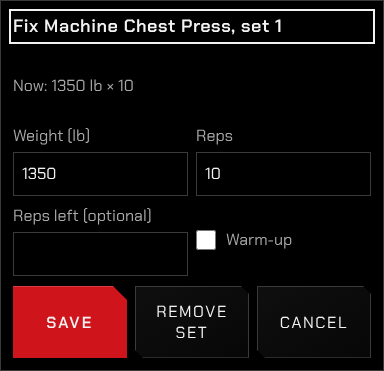 Fix Machine Chest Press, set 1
Now: 1350 lb × 10
Weight (lb)
Reps
1350
10
Reps left (optional)
Warm-up
SAVE
REMOVE
SET
CANCEL